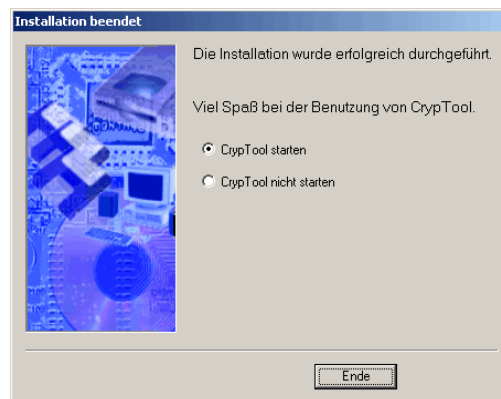 Installation beendet
Die Installation wurde erfolgreich durchgeführt.
Viel Spaß bei der Benutzung von CrypTool.
CrypTool starten
CrypTool nicht starten
Ende